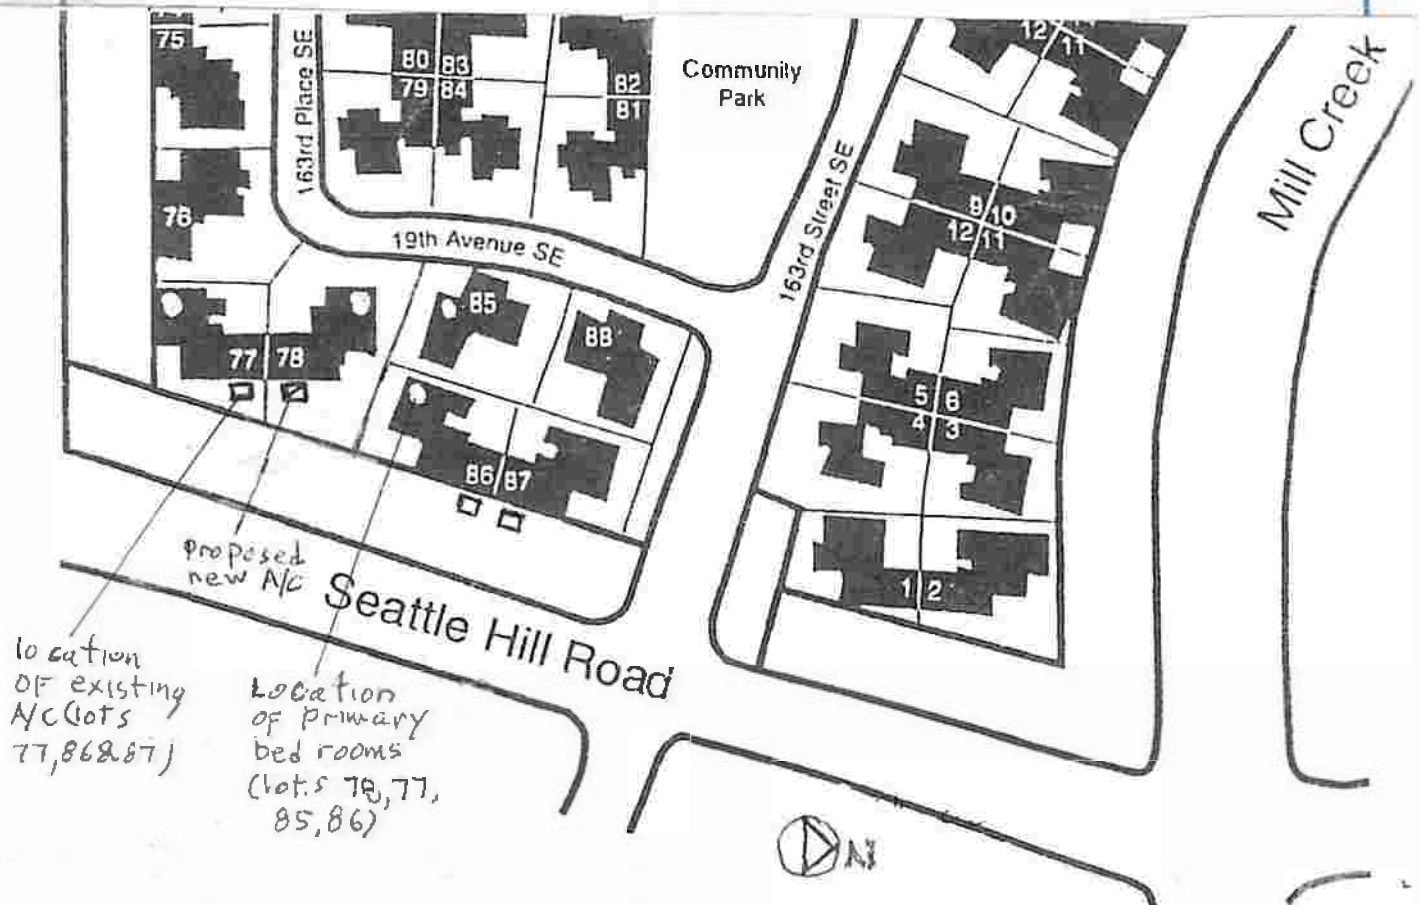 75
163rd Place SE
80 83
79 84
82
81
Community
Park
12 11
Mill Creek
76
163rd Street SE
9 10
12 11
19th Avenue SE
85
88
77 78
5 6
4 3
86 87
1 2
proposed
new A/C
Seattle Hill Road
location
OF existing
A/C (lots
77,86&87)
Location
of primary
bed rooms
(lots 78,77,
85,86)
N